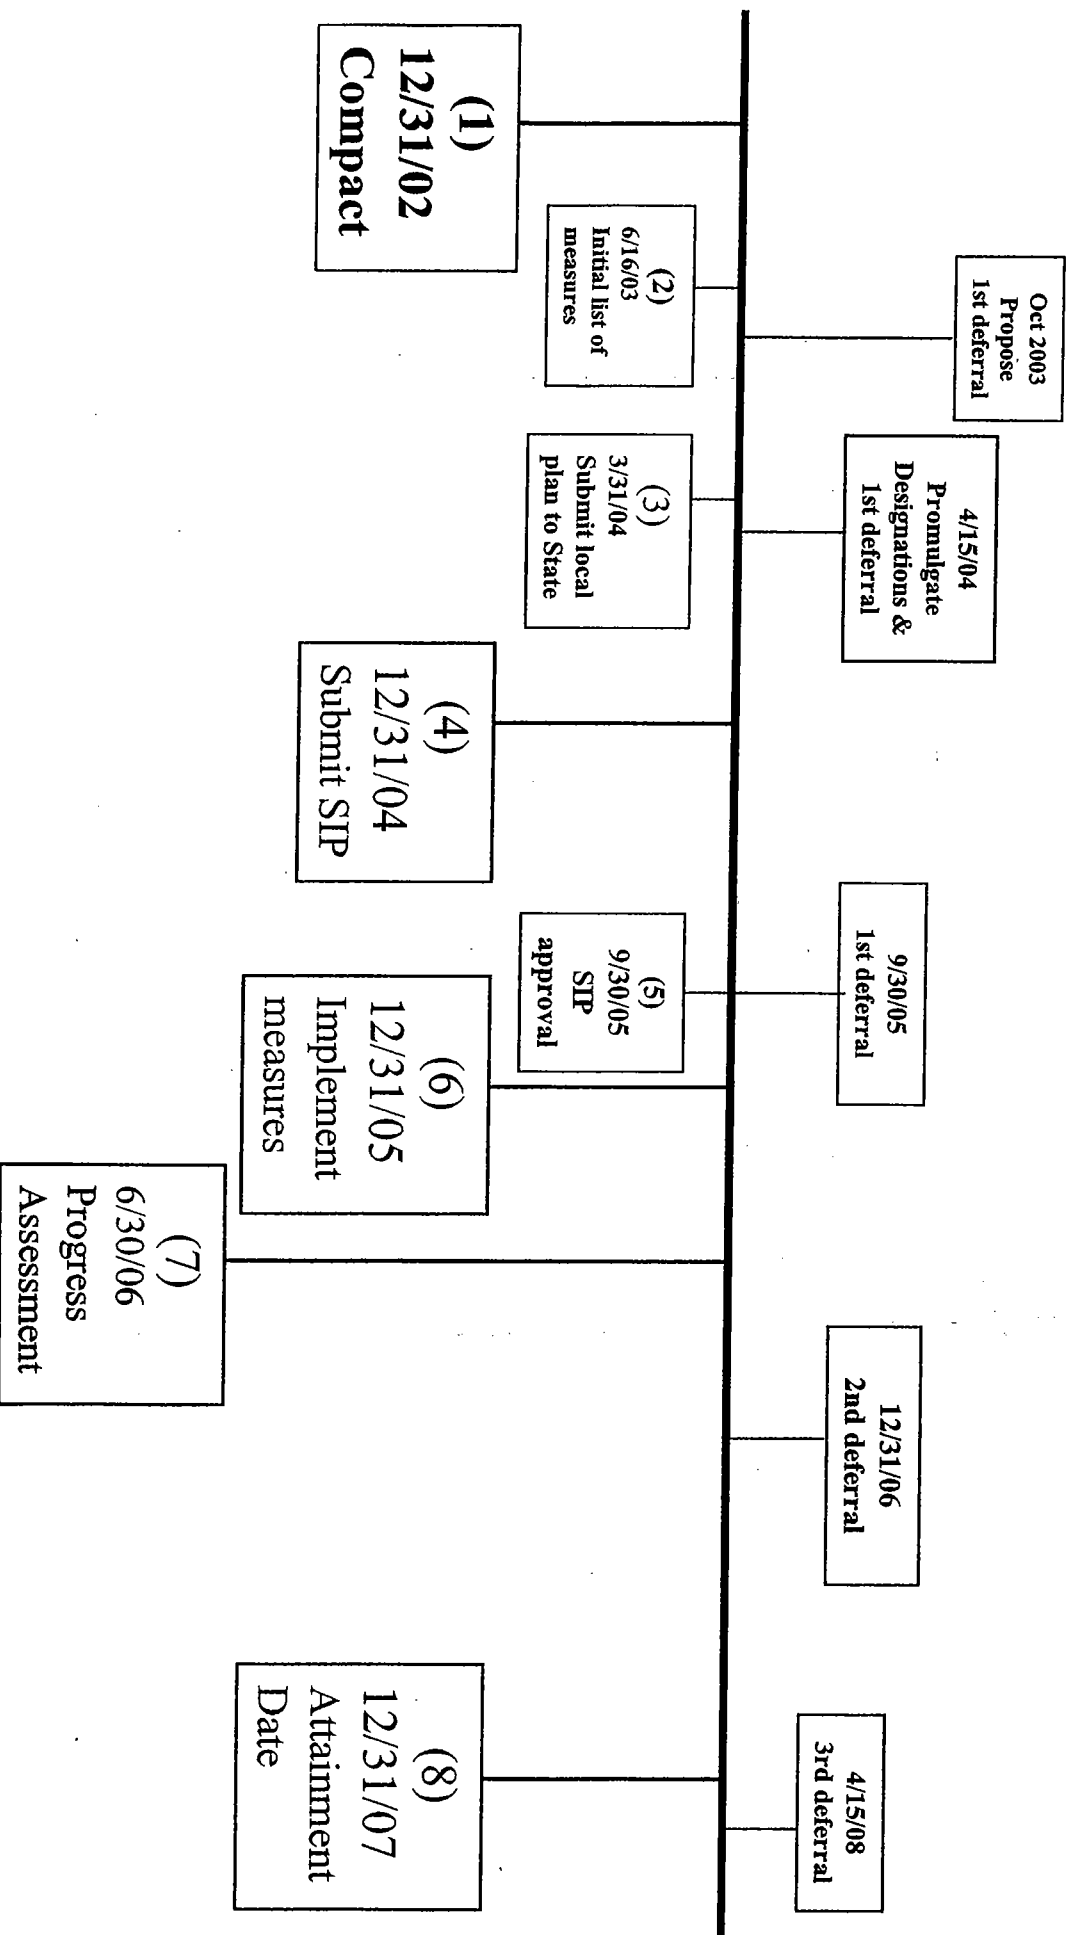 Oct 2003
Propose
1st deferral
4/15/04
Promulgate
Designations &
1st deferral
9/30/05
1st deferral
12/31/06
2nd deferral
4/15/08
3rd deferral
(1)
12/31/02
Compact
(2)
6/16/03
Initial list of
measures
(3)
3/31/04
Submit local
plan to State
(4)
12/31/04
Submit SIP
(5)
9/30/05
SIP
approval
(6)
12/31/05
Implement
measures
(7)
6/30/06
Progress
Assessment
(8)
12/31/07
Attainment
Date